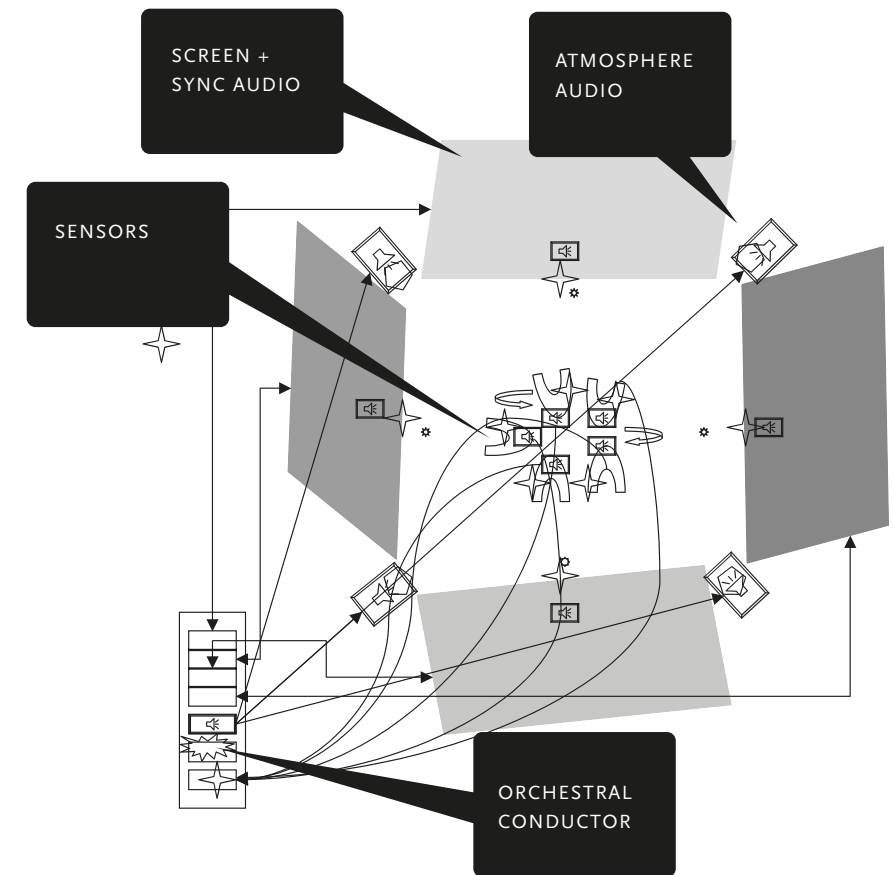 SCREEN +
SYNC AUDIO
ATMOSPHERE
AUDIO
SENSORS
ORCHESTRAL
CONDUCTOR